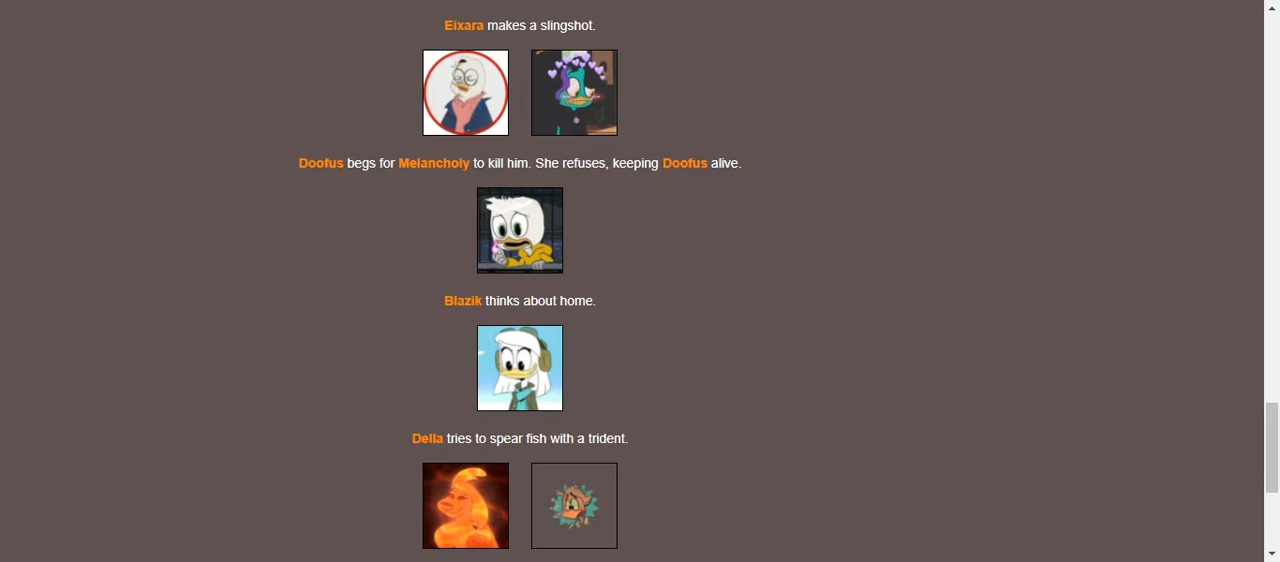 Eixara makes a slingshot.
Doofus begs for Melancholy to kill him. She refuses, keeping Doofus alive.
Blazik thinks about home.
Della tries to spear fish with a trident.